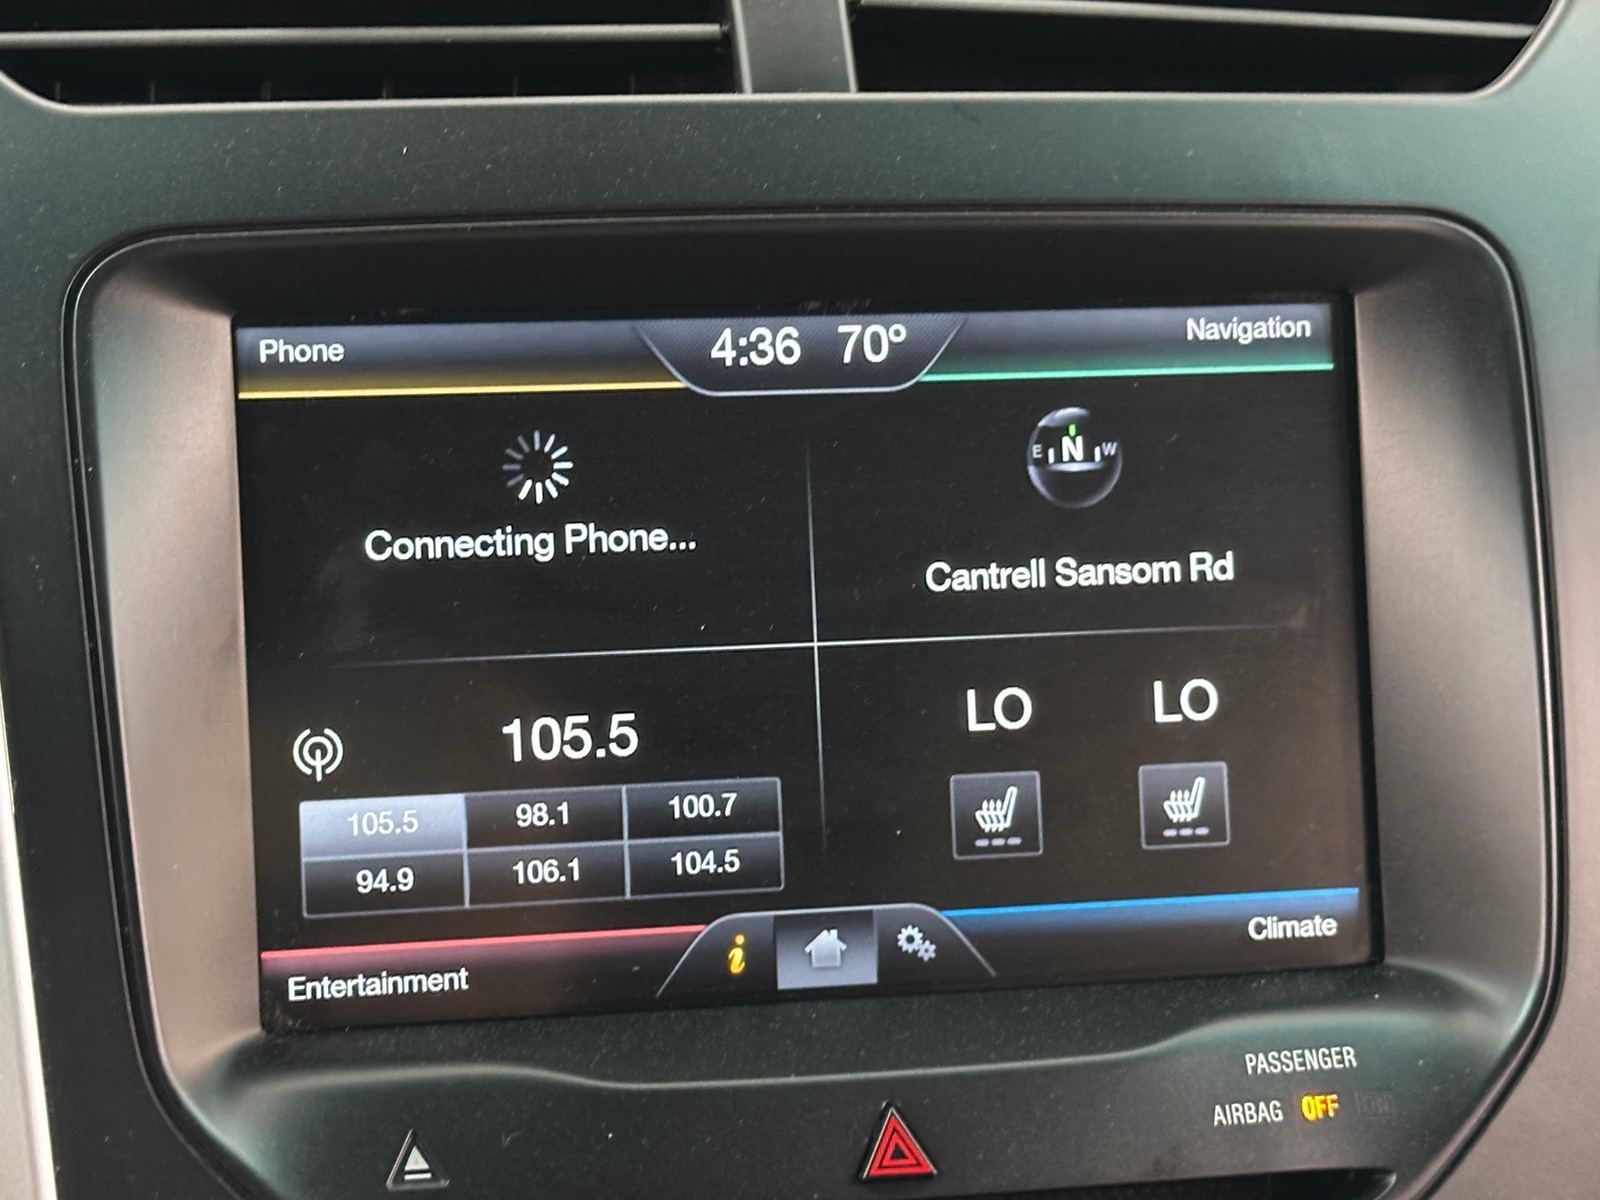 Phone
4:36 70°
Navigation
E N W
Connecting Phone...
Cantrell Sansom Rd
105.5
105.5 98.1 100.7
94.9 106.1 104.5
LO LO
Entertainment
i
Climate
PASSENGER
AIRBAG OFF ON